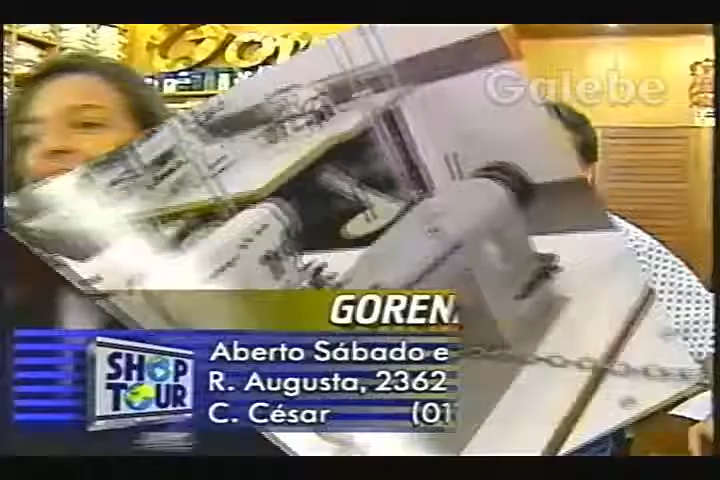 Galebe
GOREN
Aberto Sábado e
R. Augusta, 2362
C. César (01
SHOP
TOUR